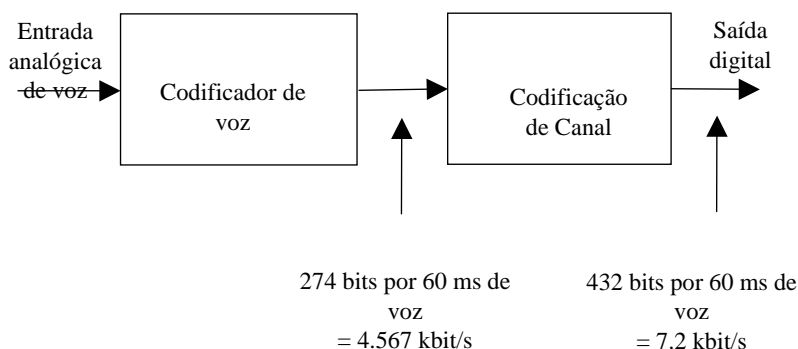 Entrada
analógica
de voz
Codificador de
voz
Codificação
de Canal
Saída
digital
274 bits por 60 ms de
voz
= 4.567 kbit/s
432 bits por 60 ms de
voz
= 7.2 kbit/s